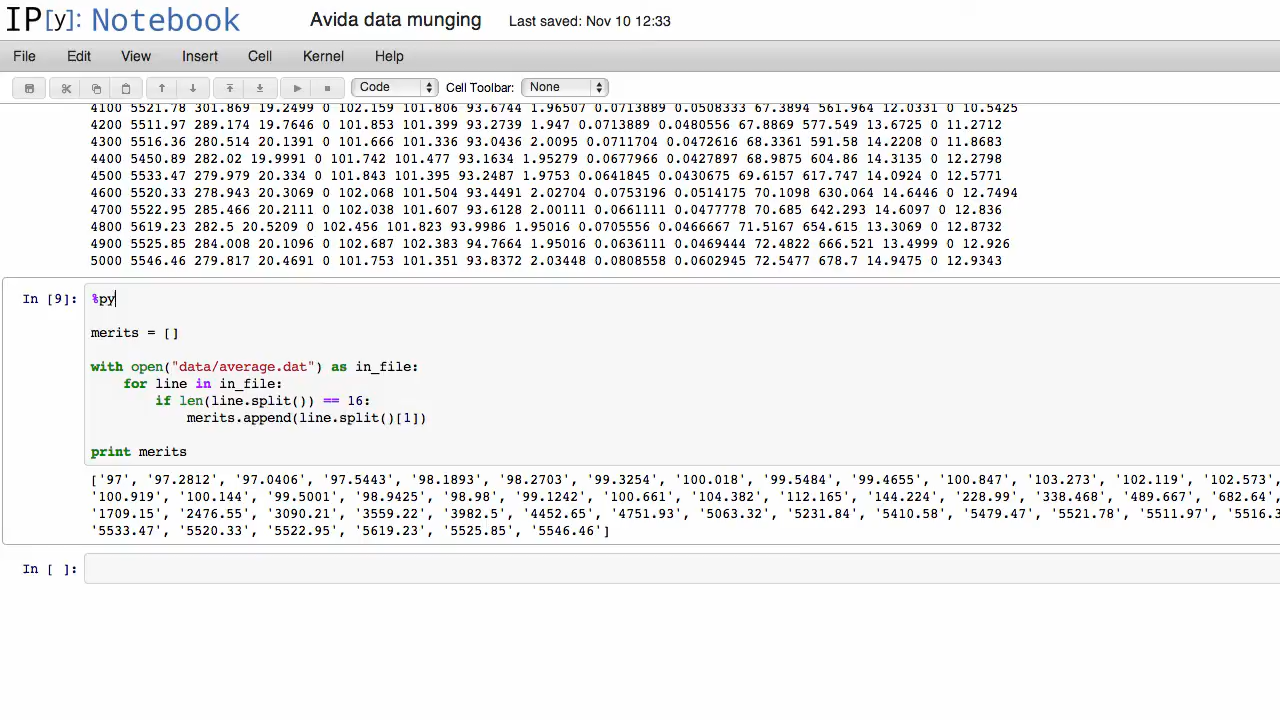 IP[y]: Notebook Avida data munging Last saved: Nov 10 12:33
File Edit View Insert Cell Kernel Help
Code Cell Toolbar: None
4100 5521.78 301.869 19.2499 0 102.159 101.806 93.6744 1.96507 0.0713889 0.0508333 67.3894 561.964 12.0331 0 10.5425
4200 5511.97 289.174 19.7646 0 101.853 101.399 93.2739 1.947 0.0713889 0.0480556 67.8869 577.549 13.6725 0 11.2712
4300 5516.36 280.514 20.1391 0 101.666 101.336 93.0436 2.0095 0.0711704 0.0472616 68.3361 591.58 14.2208 0 11.8683
4400 5450.89 282.02 19.9991 0 101.742 101.477 93.1634 1.95279 0.0677966 0.0427897 68.9875 604.86 14.3135 0 12.2798
4500 5533.47 279.979 20.334 0 101.843 101.395 93.2487 1.9753 0.0641845 0.0430675 69.6157 617.747 14.0924 0 12.5771
4600 5520.33 278.943 20.3069 0 102.068 101.504 93.4491 2.02704 0.0753196 0.0514175 70.1098 630.064 14.6446 0 12.7494
4700 5522.95 285.466 20.2111 0 102.038 101.607 93.6128 2.00111 0.0661111 0.0477778 70.685 642.293 14.6097 0 12.836
4800 5619.23 282.5 20.5209 0 102.456 101.823 93.9986 1.95016 0.0705556 0.0466667 71.5167 654.615 13.3069 0 12.8732
4900 5525.85 284.008 20.1096 0 102.687 102.383 94.7664 1.95016 0.0636111 0.0469444 72.4822 666.521 13.4999 0 12.926
5000 5546.46 279.817 20.4691 0 101.753 101.351 93.8372 2.03448 0.0808558 0.0602945 72.5477 678.7 14.9475 0 12.9343
In [9]: %py
merits = []
with open("data/average.dat") as in_file:
for line in in_file:
if len(line.split()) == 16:
merits.append(line.split()[1])
print merits
['97', '97.2812', '97.0406', '97.5443', '98.1893', '98.2703', '99.3254', '100.018', '99.5484', '99.4655', '100.847', '103.273', '102.119', '102.573'
'100.919', '100.144', '99.5001', '98.9425', '98.98', '99.1242', '100.661', '104.382', '112.165', '144.224', '228.99', '338.468', '489.667', '682.64'
'1709.15', '2476.55', '3090.21', '3559.22', '3982.5', '4452.65', '4751.93', '5063.32', '5231.84', '5410.58', '5479.47', '5521.78', '5511.97', '5516.3
'5533.47', '5520.33', '5522.95', '5619.23', '5525.85', '5546.46']
In [ ]: